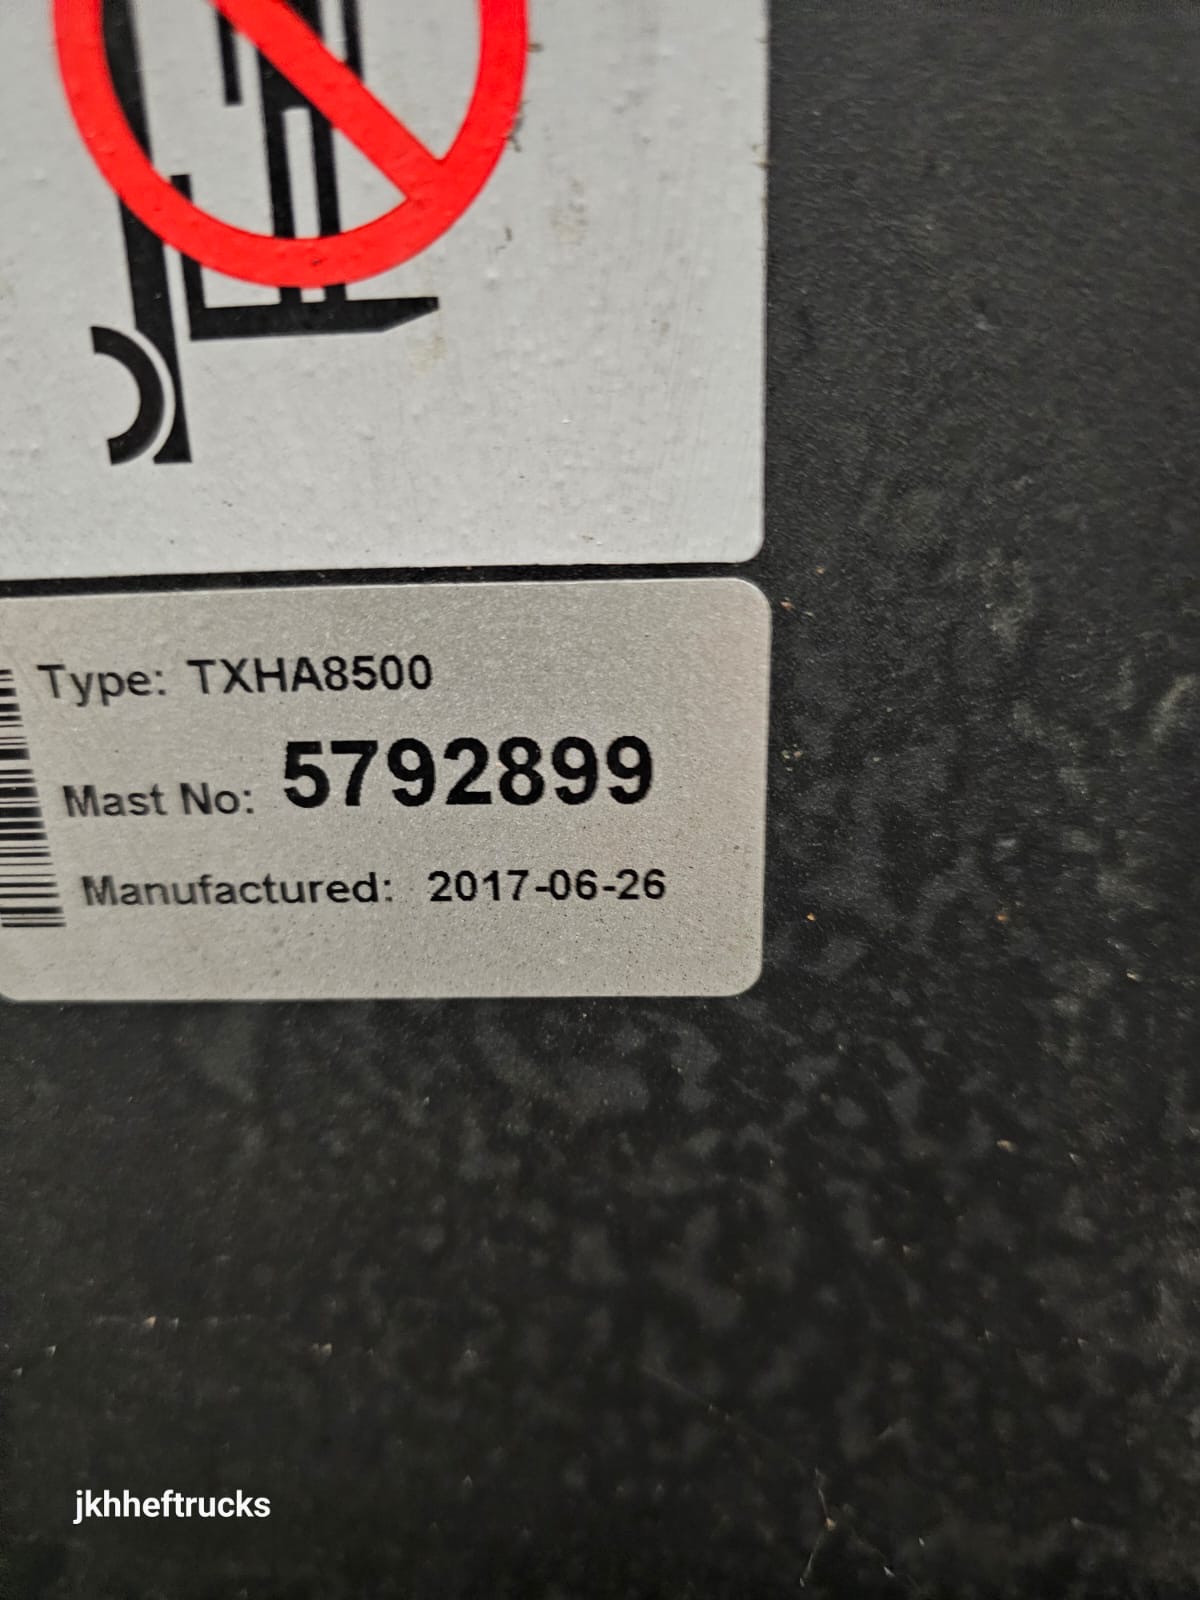 Type: TXHA8500
Mast No: 5792899
Manufactured: 2017-06-26
jkhheftrucks